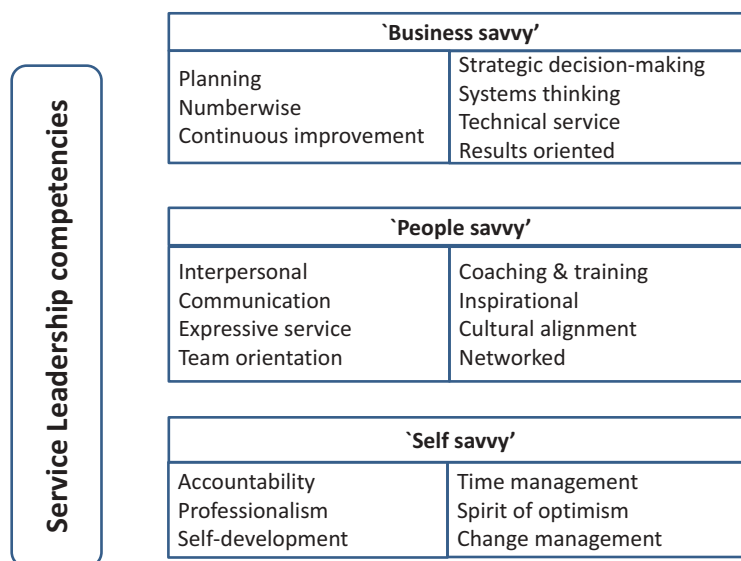 Service Leadership competencies
`Business savvy’
Planning
Numberwise
Continuous improvement
Strategic decision-making
Systems thinking
Technical service
Results oriented
`People savvy’
Interpersonal
Communication
Expressive service
Team orientation
Coaching & training
Inspirational
Cultural alignment
Networked
`Self savvy’
Accountability
Professionalism
Self-development
Time management
Spirit of optimism
Change management